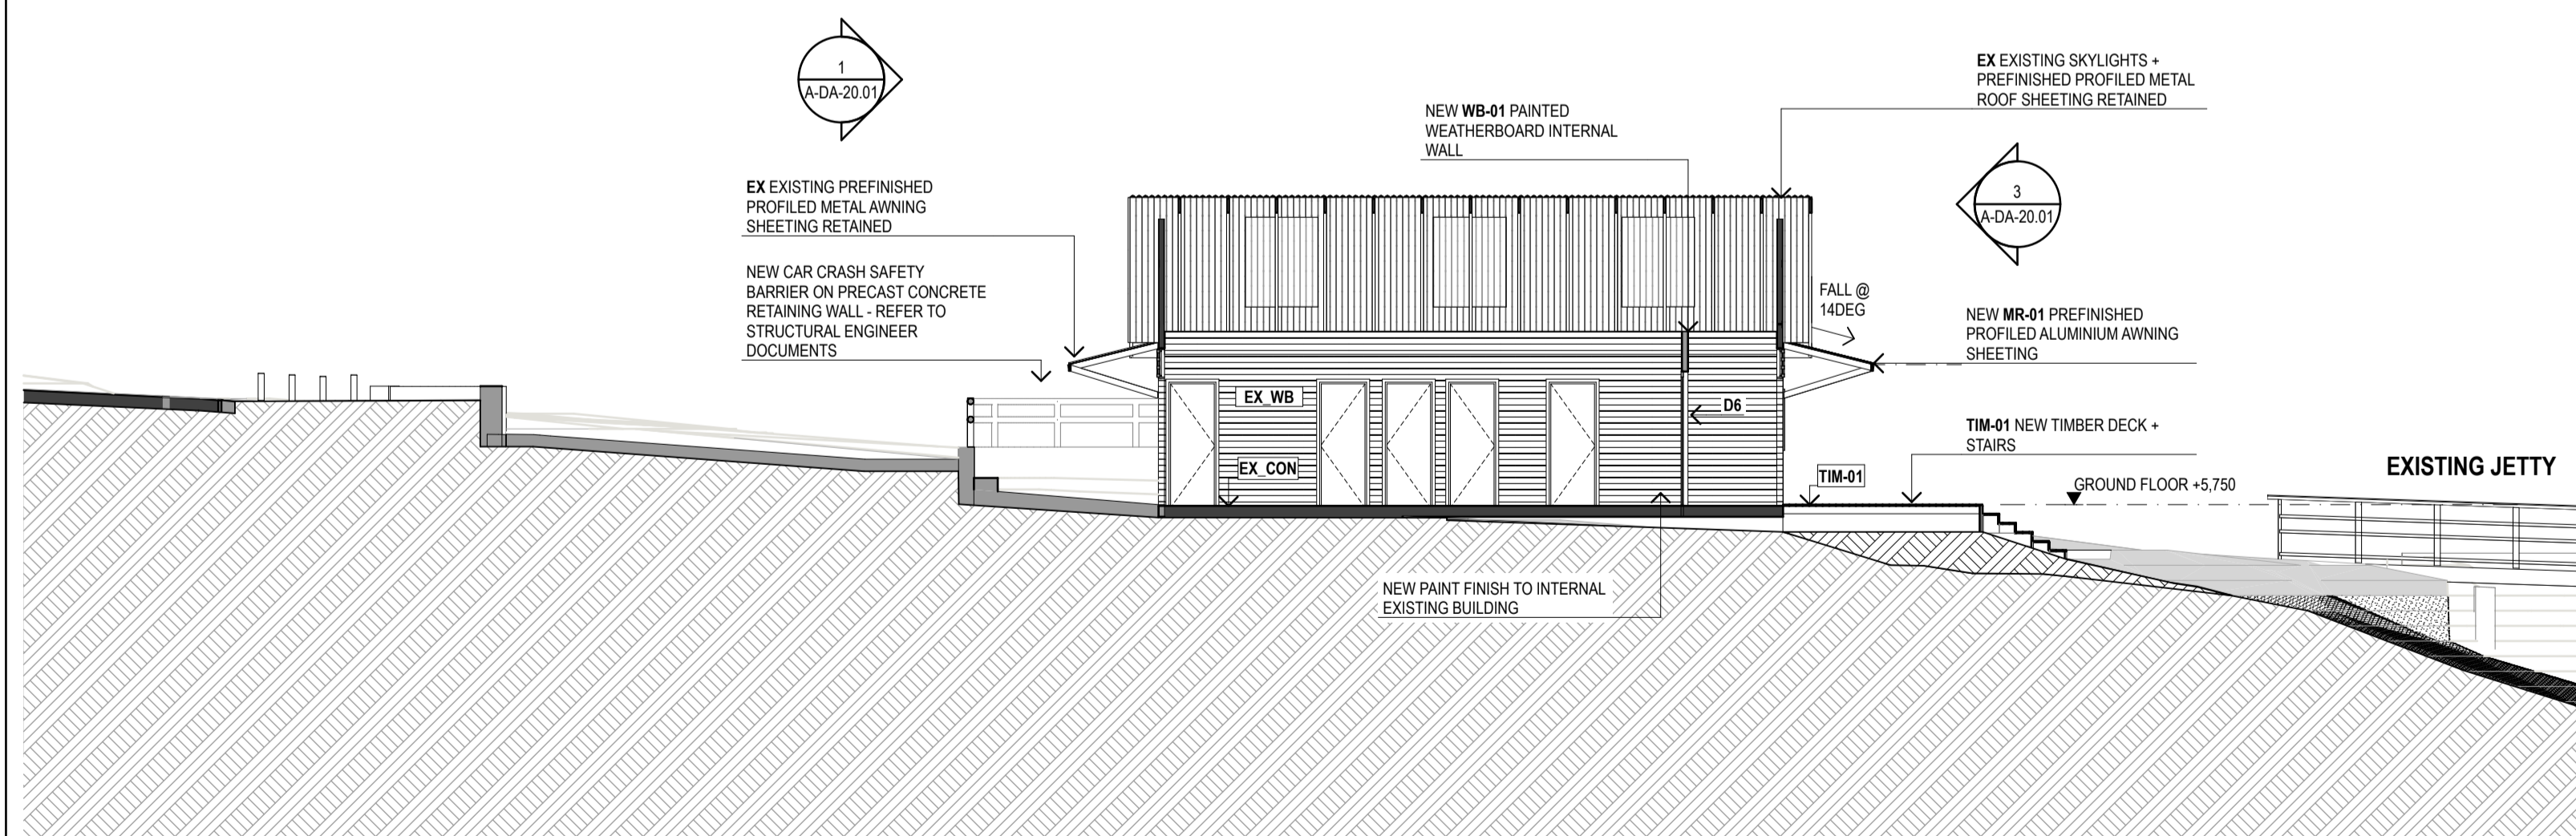 1
A-DA-20.01
EX EXISTING SKYLIGHTS +
PREFINISHED PROFILED METAL
ROOF SHEETING RETAINED
NEW WB-01 PAINTED
WEATHERBOARD INTERNAL
WALL
EX EXISTING PREFINISHED
PROFILED METAL AWNING
SHEETING RETAINED
3
A-DA-20.01
NEW CAR CRASH SAFETY
BARRIER ON PRECAST CONCRETE
RETAINING WALL - REFER TO
STRUCTURAL ENGINEER
DOCUMENTS
FALL @
14DEG
NEW MR-01 PREFINISHED
PROFILED ALUMINIUM AWNING
SHEETING
EX_WB
D6
TIM-01 NEW TIMBER DECK +
STAIRS
EX_CON
TIM-01
EXISTING JETTY
GROUND FLOOR +5,750
NEW PAINT FINISH TO INTERNAL
EXISTING BUILDING